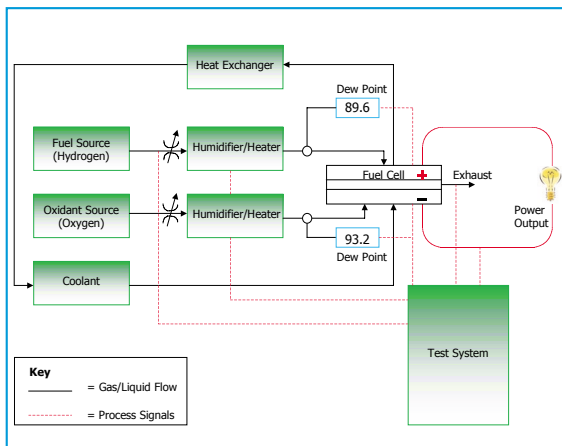 Heat Exchanger
Dew Point
89.6
Fuel Source
(Hydrogen)
Humidifier/Heater
Fuel Cell
+
Exhaust
Oxidant Source
(Oxygen)
Humidifier/Heater
−
Power
Output
93.2
Dew Point
Coolant
Test System
Key
= Gas/Liquid Flow
= Process Signals